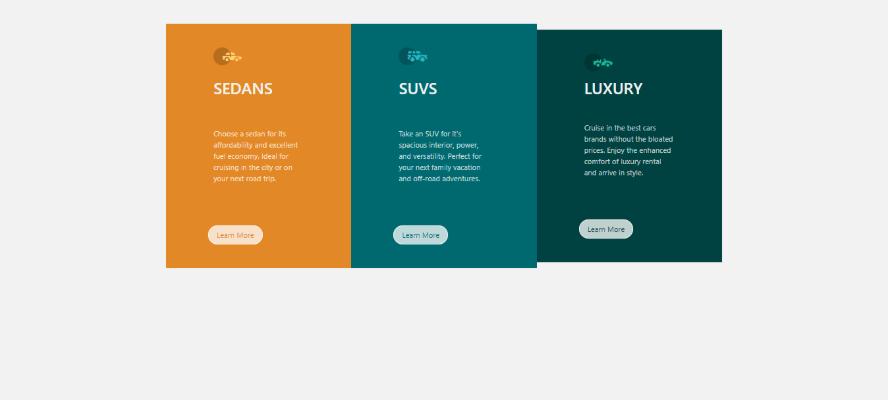 SEDANS
Choose a sedan for its
affordability and excellent
fuel economy. Ideal for
cruising in the city or on
your next road trip.
Learn More
SUVS
Take an SUV for it's
spacious interior, power,
and versatility. Perfect for
your next family vacation
and off-road adventures.
Learn More
LUXURY
Cruise in the best cars
brands without the bloated
prices. Enjoy the enhanced
comfort of luxury rental
and arrive in style.
Learn More